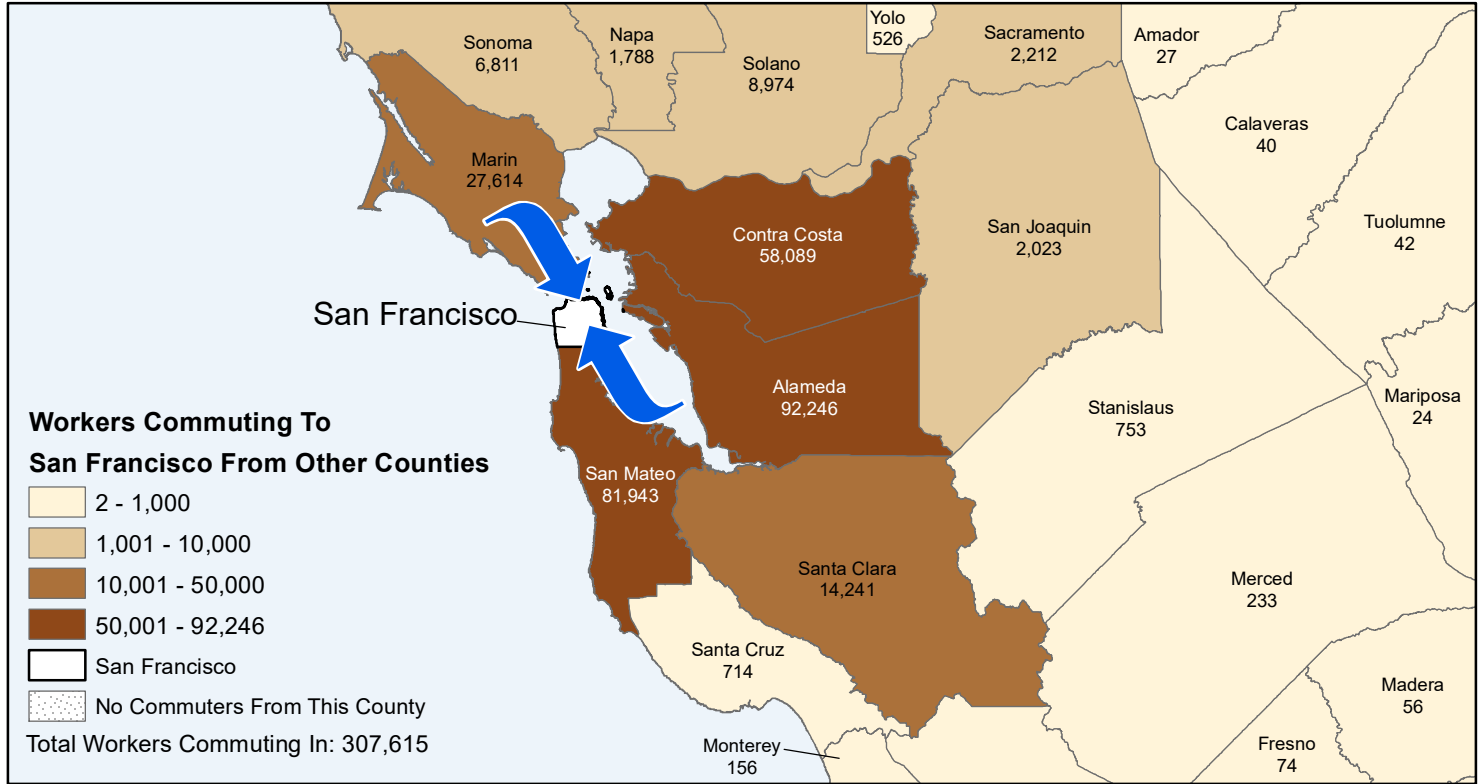 Yolo
526
Sonoma
6,811
Napa
1,788
Solano
8,974
Sacramento
2,212
Amador
27
Calaveras
40
Marin
27,614
Contra Costa
58,089
San Joaquin
2,023
Tuolumne
42
San Francisco
Alameda
92,246
Stanislaus
753
Mariposa
24
San Mateo
81,943
Santa Clara
14,241
Merced
233
Santa Cruz
714
Madera
56
Monterey
156
Fresno
74
Workers Commuting To
San Francisco From Other Counties
2 - 1,000
1,001 - 10,000
10,001 - 50,000
50,001 - 92,246
San Francisco
No Commuters From This County
Total Workers Commuting In: 307,615